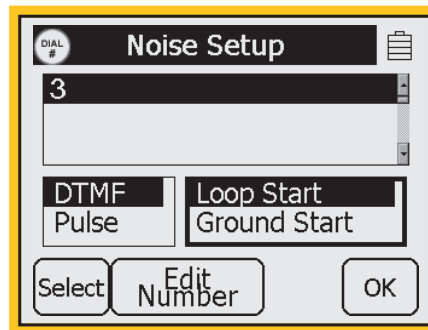 DIAL
#
Noise Setup
3
DTMF
Pulse
Loop Start
Ground Start
Select
Edit
Number
OK